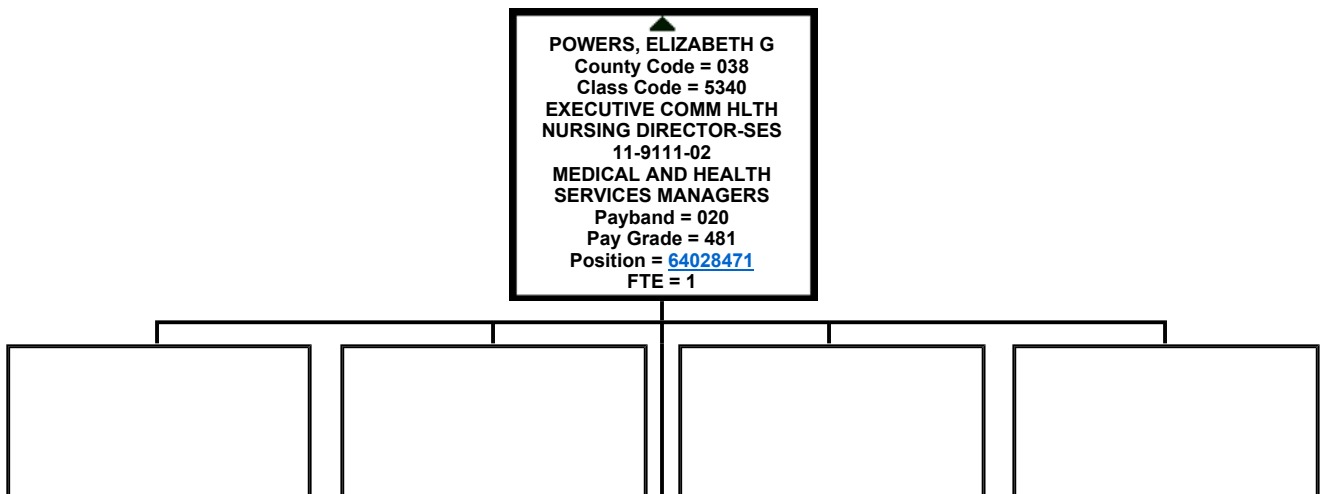 POWERS, ELIZABETH G
County Code = 038
Class Code = 5340
EXECUTIVE COMM HLTH
NURSING DIRECTOR-SES
11-9111-02
MEDICAL AND HEALTH
SERVICES MANAGERS
Payband = 020
Pay Grade = 481
Position = 64028471
FTE = 1